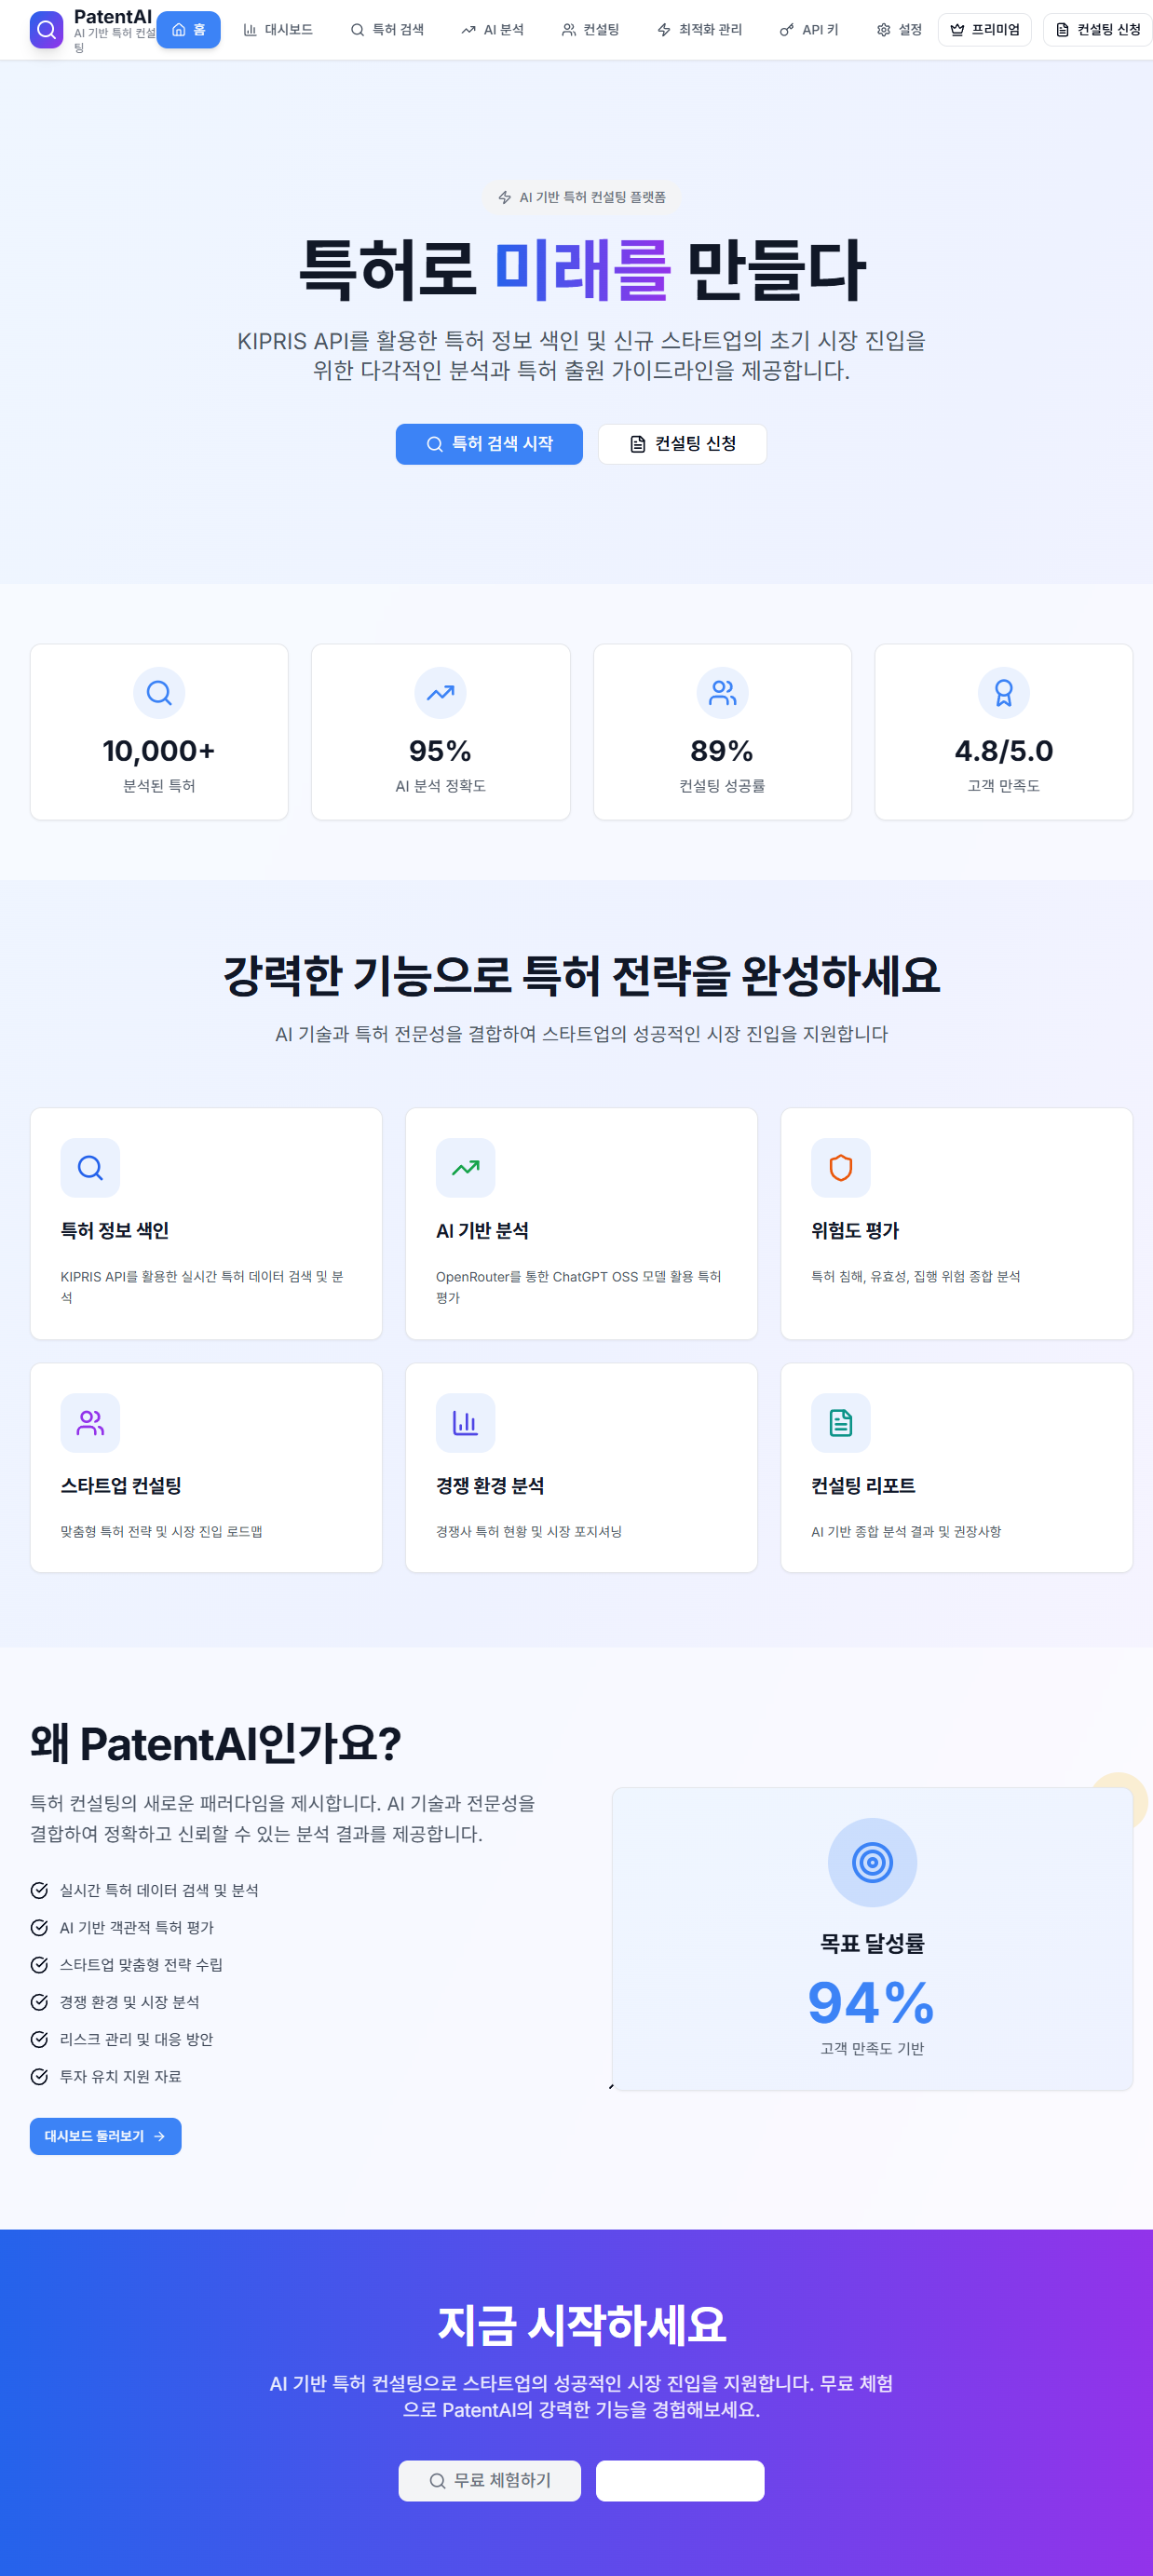 PatentAI
AI 기반 특허 컨설
팅
홈
대시보드
특허 검색
AI 분석
컨설팅
최적화 관리
API 키
설정
프리미엄
컨설팅 신청
AI 기반 특허 컨설팅 플랫폼
특허로 미래를 만들다
KIPRIS API를 활용한 특허 정보 색인 및 신규 스타트업의 초기 시장 진입을
위한 다각적인 분석과 특허 출원 가이드라인을 제공합니다.
특허 검색 시작
컨설팅 신청
10,000+
분석된 특허
95%
AI 분석 정확도
89%
컨설팅 성공률
4.8/5.0
고객 만족도
강력한 기능으로 특허 전략을 완성하세요
AI 기술과 특허 전문성을 결합하여 스타트업의 성공적인 시장 진입을 지원합니다
특허 정보 색인
KIPRIS API를 활용한 실시간 특허 데이터 검색 및 분
석
AI 기반 분석
OpenRouter를 통한 ChatGPT OSS 모델 활용 특허
평가
위험도 평가
특허 침해, 유효성, 집행 위험 종합 분석
스타트업 컨설팅
맞춤형 특허 전략 및 시장 진입 로드맵
경쟁 환경 분석
경쟁사 특허 현황 및 시장 포지셔닝
컨설팅 리포트
AI 기반 종합 분석 결과 및 권장사항
왜 PatentAI인가요?
특허 컨설팅의 새로운 패러다임을 제시합니다. AI 기술과 전문성을
결합하여 정확하고 신뢰할 수 있는 분석 결과를 제공합니다.
실시간 특허 데이터 검색 및 분석
AI 기반 객관적 특허 평가
스타트업 맞춤형 전략 수립
경쟁 환경 및 시장 분석
리스크 관리 및 대응 방안
투자 유치 지원 자료
대시보드 둘러보기
목표 달성률
94%
고객 만족도 기반
지금 시작하세요
AI 기반 특허 컨설팅으로 스타트업의 성공적인 시장 진입을 지원합니다. 무료 체험
으로 PatentAI의 강력한 기능을 경험해보세요.
무료 체험하기